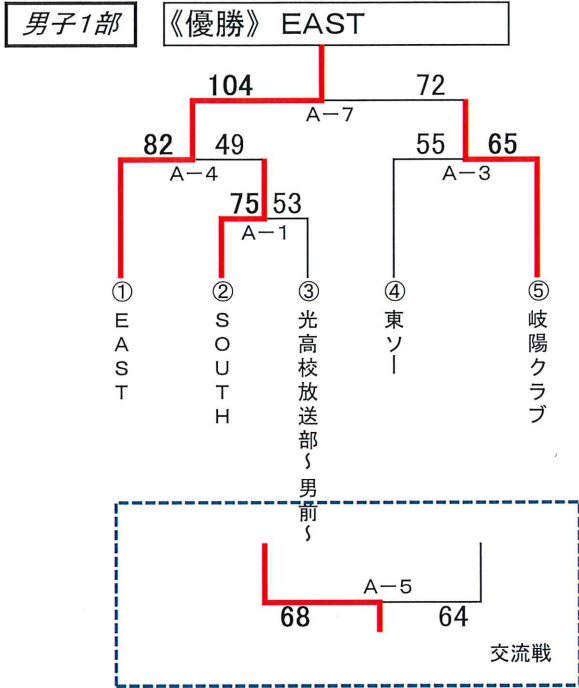 男子1部
《優勝》 EAST
104 72
A-7
82 49 55 65
A-4 A-3
75 53
A-1
① ② ③ ④ ⑤
EAST
SOUTH
光高校放送部～男前～
東ソー
岐陽クラブ
A-5
68 64
交流戦